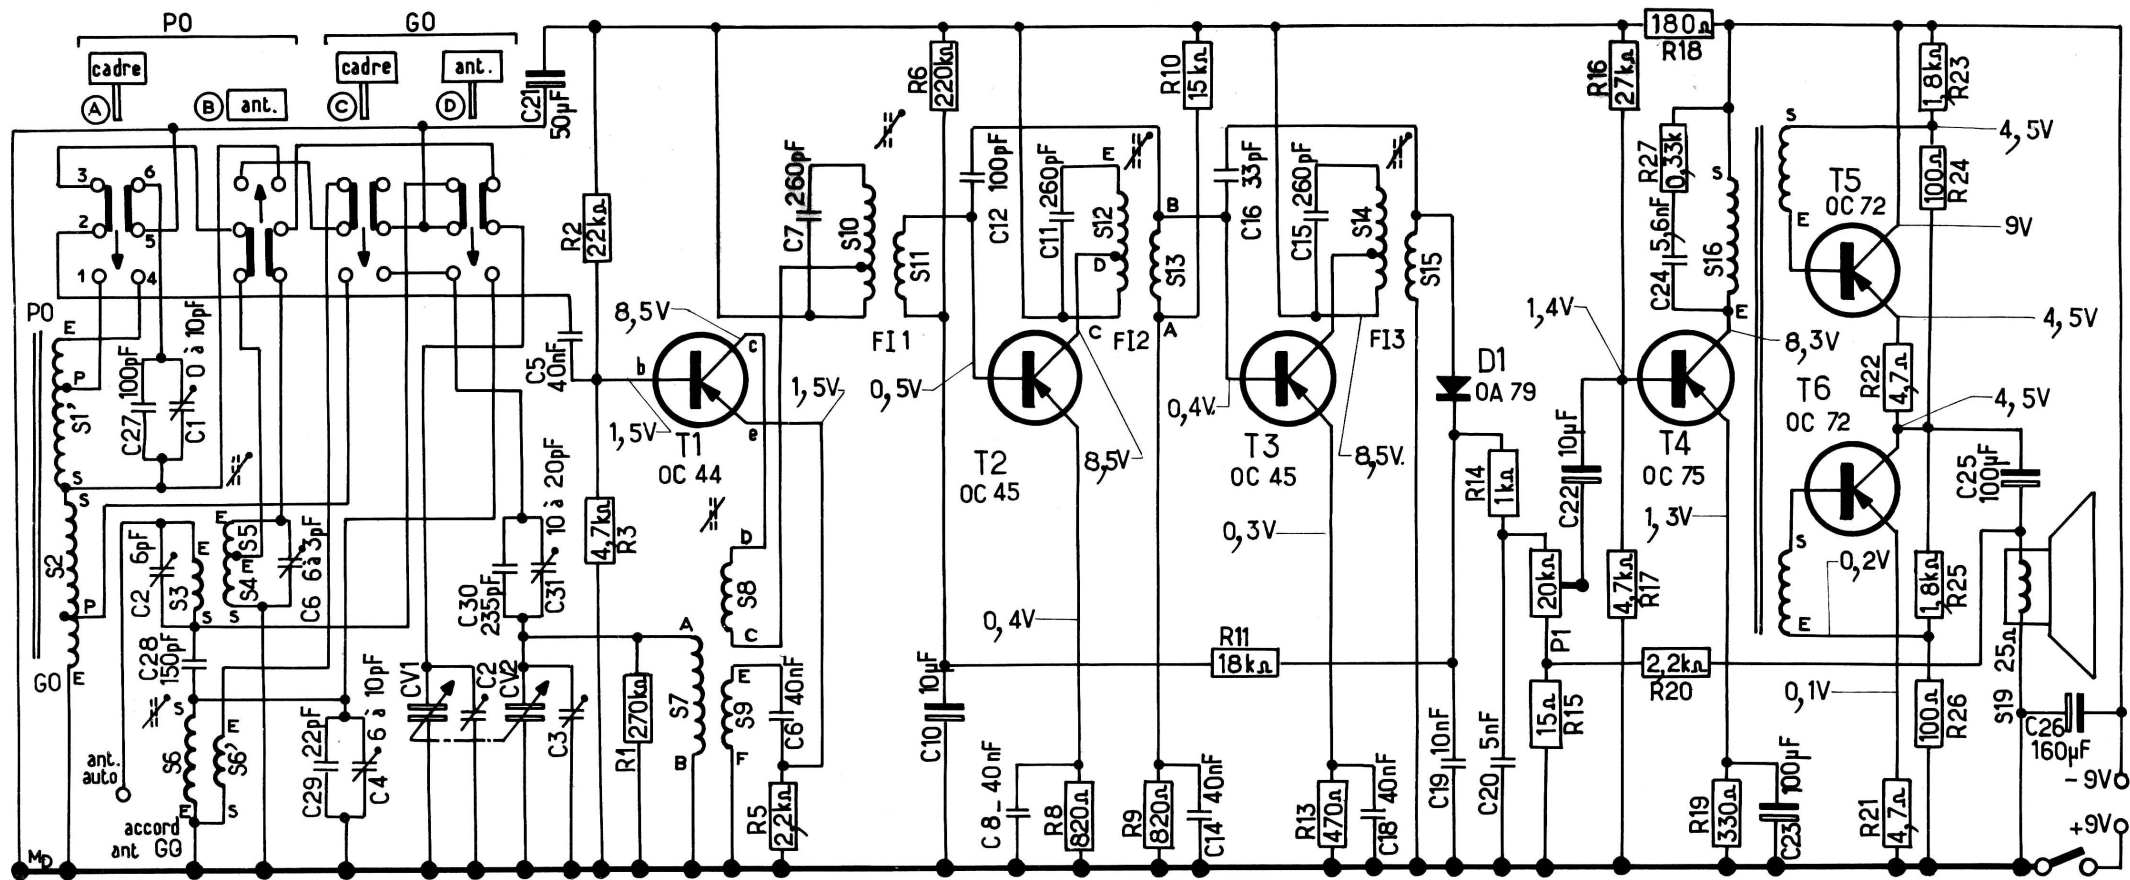 PO
GO
cadre
A
B
ant.
cadre
C
ant.
D
C21
50µF
3
6
2
5
1
4
PO
E
P
S1'
C27
100pF
C1
0 à 10pF
S
S
S2
P
E
GO
C2
6pF
E
S3
S
E
S5
E
S4
S
C6
6 à 3pF
C28
150pF
S
S6
E
E
S6'
S
ant.
auto
accord
ant GO
C29
22pF
C4
6 à 10pF
CV1
C2
CV2
C3
C30
235pF
C31
10 à 20pF
C5
40nF
R2
22kΩ
R3
4,7kΩ
R1
270kΩ
A
S7
B
8,5V
b
c
e
1,5V
1,5V
T1
OC 44
D
S8
C
E
S9
F
C6
40nF
R5
2,2kΩ
C7
260pF
S10
S11
FI1
R6
220kΩ
C12
100pF
0,5V
T2
OC 45
C11
260pF
E
S12
D
C
8,5V
0,4V
C10
10µF
C8-40nF
R8
820Ω
R10
15kΩ
B
S13
A
FI2
R9
820Ω
C14
40nF
R11
18kΩ
C16
33pF
0,4V
T3
OC 45
C15
260pF
S14
S15
FI3
8,5V
0,3V
R13
470Ω
C18
40nF
D1
OA 79
R14
1kΩ
C19 10nF
C20 5nF
20kΩ
P1
15Ω
R15
C22
10µF
1,4V
R16
27kΩ
4,7kΩ
R17
180Ω
R18
R27
0,33k
C24
5,6nF
S
S16
E
8,3V
T4
OC 75
1,3V
2,2kΩ
R20
R19
330Ω
C23
100µF
S
E
T5
OC 72
1,8kΩ
R23
4,5V
100Ω
R24
9V
4,5V
R22
4,7Ω
4,5V
T6
OC 72
S
E
0,2V
0,1V
1,8kΩ
R25
100Ω
R26
R21
4,7Ω
C25
100µF
25Ω
S19
C26
160µF
-9V
+9V
MD